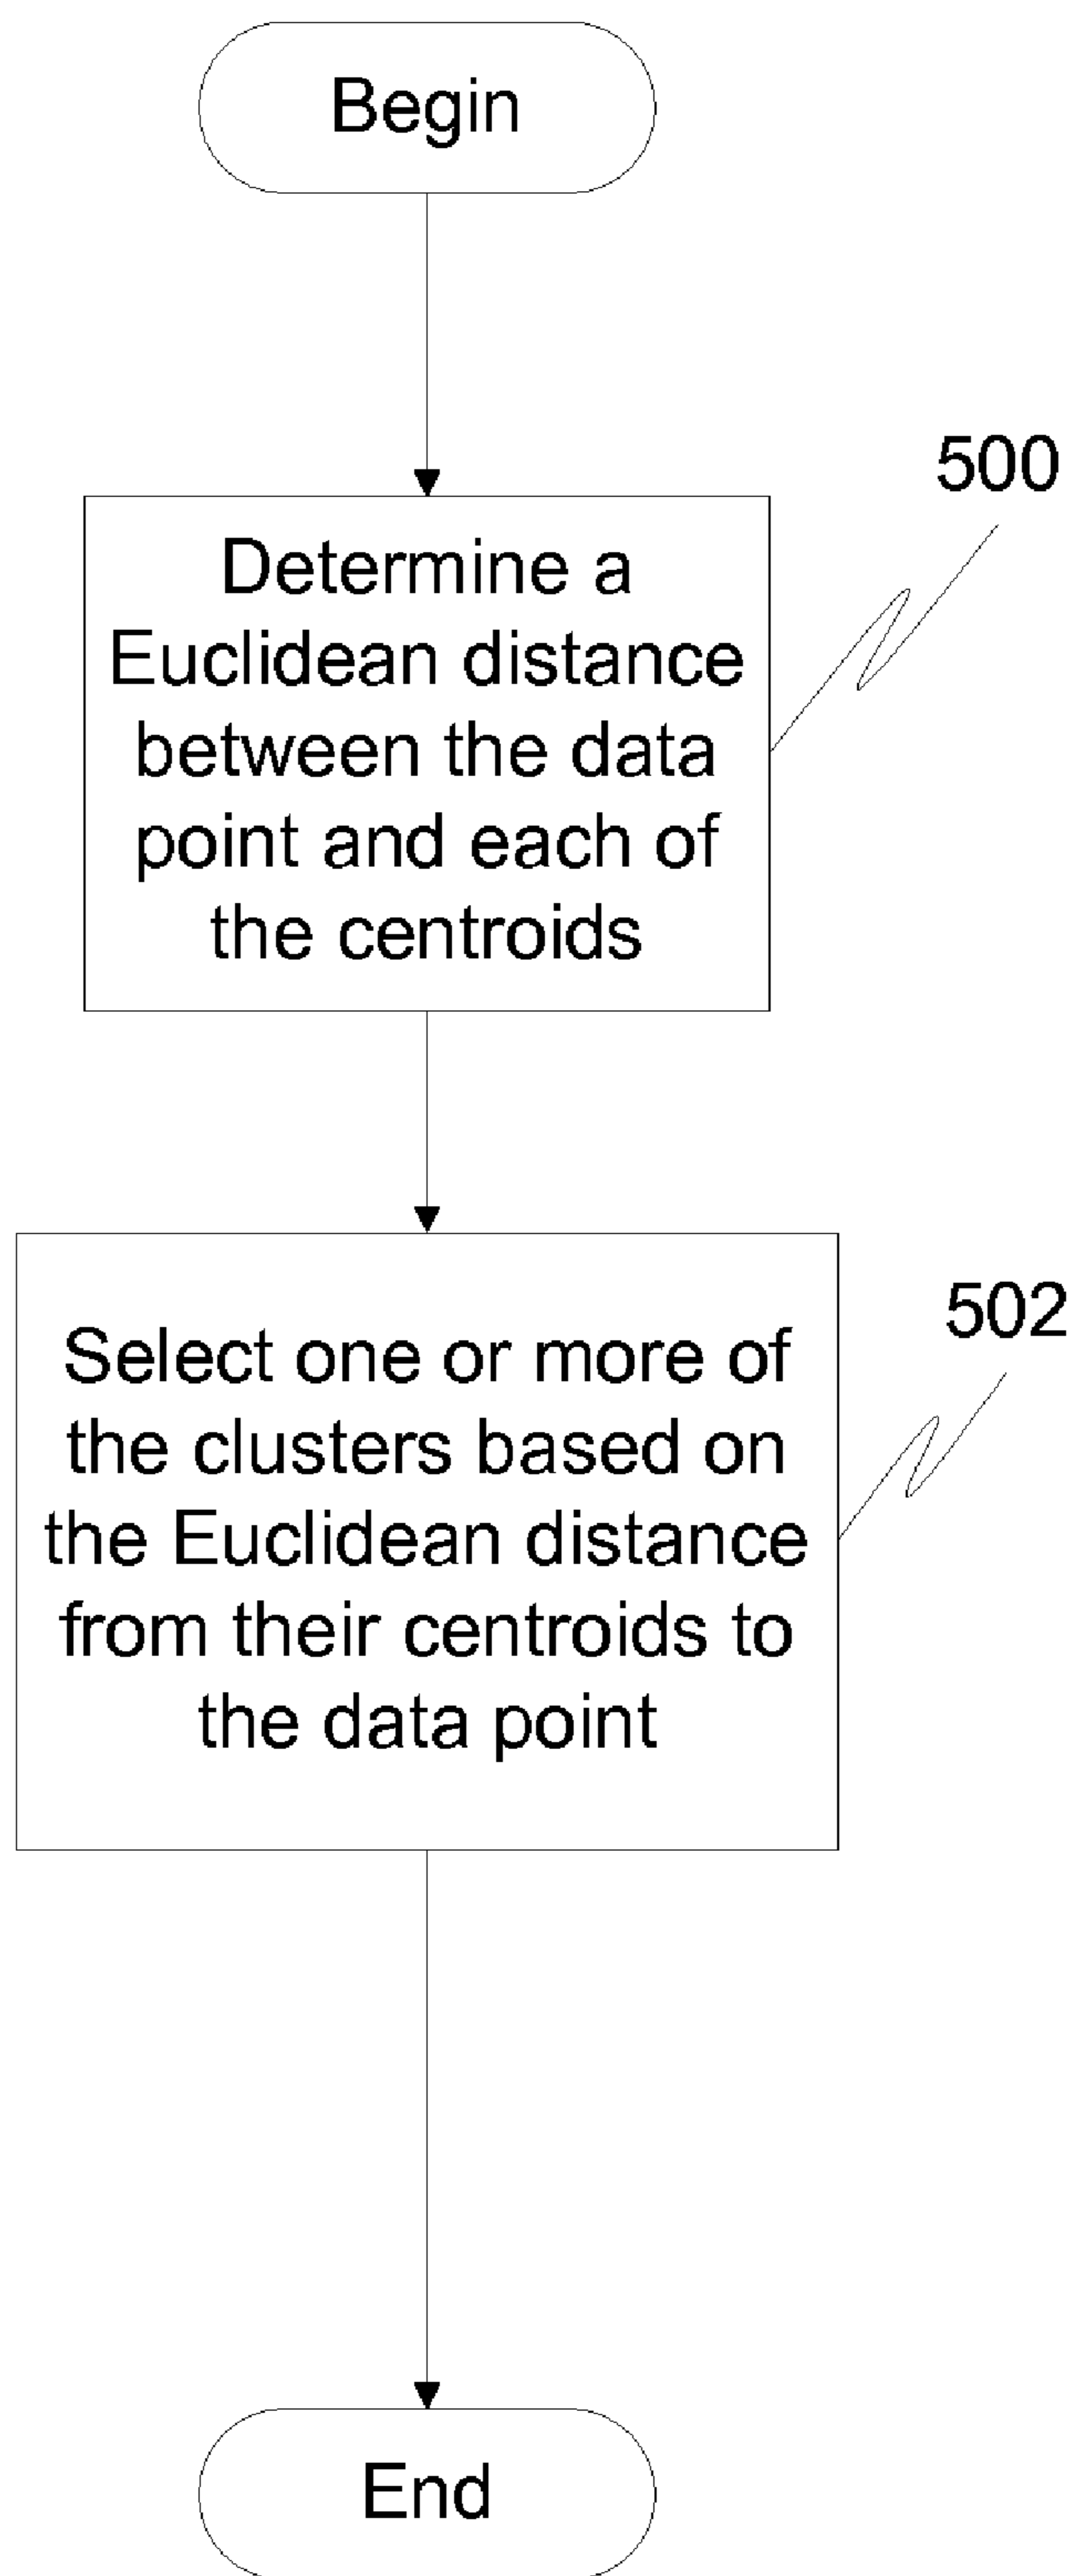 Begin
500
Determine a
Euclidean distance
between the data
point and each of
the centroids
502
Select one or more of
the clusters based on
the Euclidean distance
from their centroids to
the data point
End